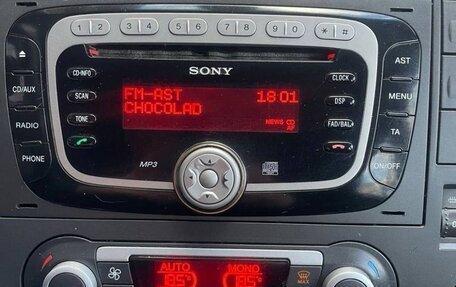 1 2 3 4 5 6 7 8 9 0 * #
SONY
CD-INFO
CLOCK
AST
CD/AUX
SCAN
FM-AST 18:01
CHOCOLAD
DSP
MENU
RADIO
TONE
NEWS CD
AF
FAD/BAL
TA
PHONE
MP3
ON/OFF
AUTO
MONO
MAX